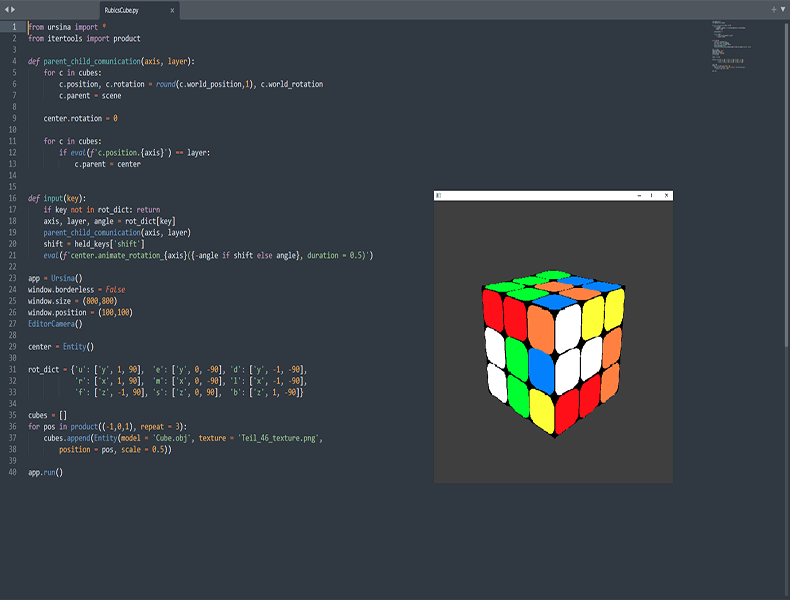 RubicsCube.py x
1 from ursina import *
2 from itertools import product
3
4 def parent_child_comunication(axis, layer):
5 for c in cubes:
6 c.position, c.rotation = round(c.world_position,1), c.world_rotation
7 c.parent = scene
8
9 center.rotation = 0
10
11 for c in cubes:
12 if eval(f'c.position.{axis}') == layer:
13 c.parent = center
14
15
16 def input(key):
17 if key not in rot_dict: return
18 axis, layer, angle = rot_dict[key]
19 parent_child_comunication(axis, layer)
20 shift = held_keys['shift']
21 eval(f'center.animate_rotation_{axis}({-angle if shift else angle}, duration = 0.5)')
22
23 app = Ursina()
24 window.borderless = False
25 window.size = (800,800)
26 window.position = (100,100)
27 EditorCamera()
28
29 center = Entity()
30
31 rot_dict = {'u': ['y', 1, 90], 'e': ['y', 0, -90], 'd': ['y', -1, -90],
32 'r': ['x', 1, 90], 'm': ['x', 0, -90], 'l': ['x', -1, -90],
33 'f': ['z', -1, 90], 's': ['z', 0, 90], 'b': ['z', 1, -90]}
34
35 cubes = []
36 for pos in product((-1,0,1), repeat = 3):
37 cubes.append(Entity(model = 'Cube.obj', texture = 'Teil_46_texture.png',
38 position = pos, scale = 0.5))
39
40 app.run()